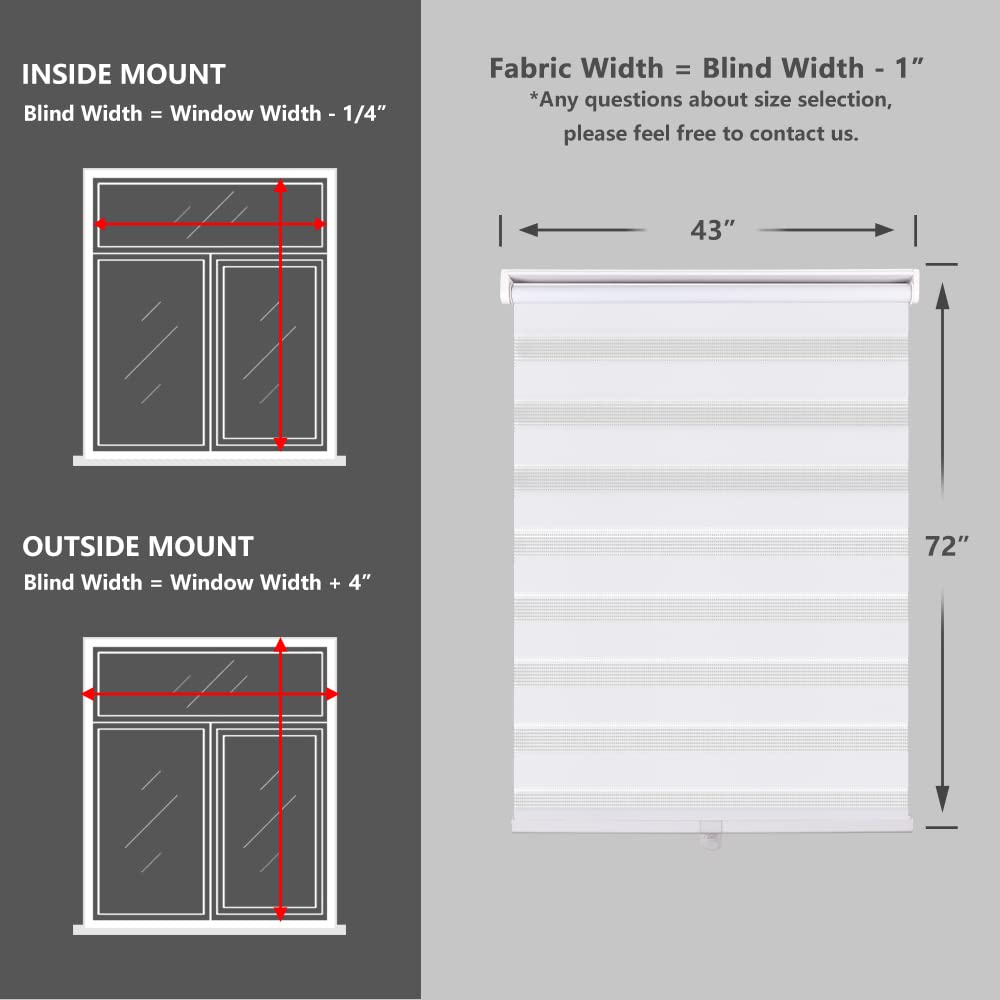 INSIDE MOUNT
Blind Width = Window Width - 1/4”
OUTSIDE MOUNT
Blind Width = Window Width + 4”
Fabric Width = Blind Width - 1”
*Any questions about size selection,
please feel free to contact us.
43”
72”